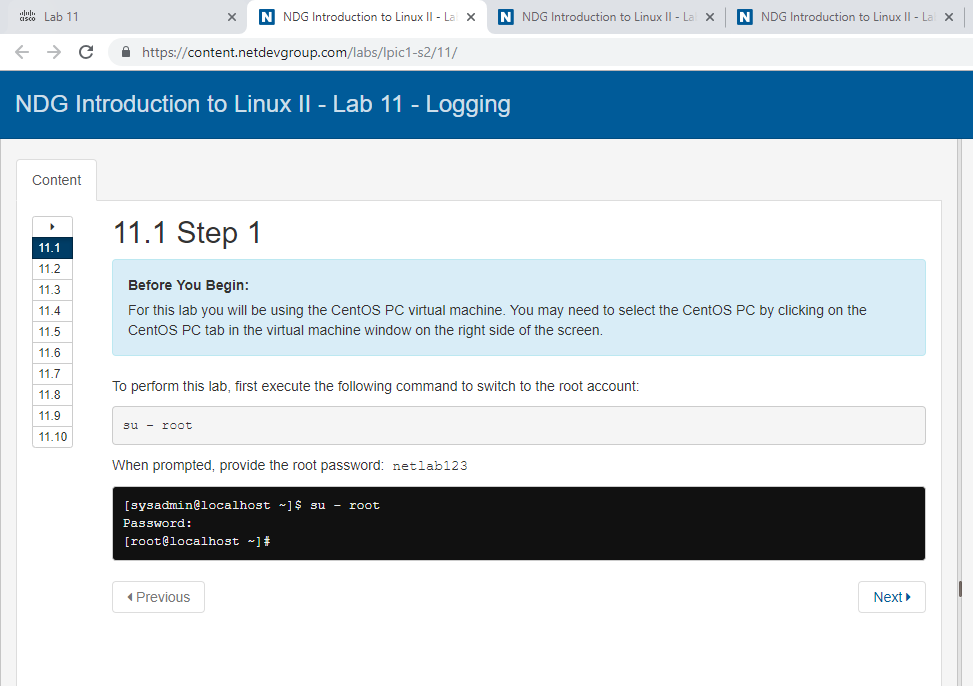 Lab 11
NDG Introduction to Linux II - La
NDG Introduction to Linux II - La
NDG Introduction to Linux II - La
https://content.netdevgroup.com/labs/lpic1-s2/11/
NDG Introduction to Linux II - Lab 11 - Logging
Content
11.1
11.2
11.3
11.4
11.5
11.6
11.7
11.8
11.9
11.10
11.1 Step 1
Before You Begin:
For this lab you will be using the CentOS PC virtual machine. You may need to select the CentOS PC by clicking on the
CentOS PC tab in the virtual machine window on the right side of the screen.
To perform this lab, first execute the following command to switch to the root account:
su - root
When prompted, provide the root password: netlab123
[sysadmin@localhost ~]$ su - root
Password:
[root@localhost ~]#
Previous
Next